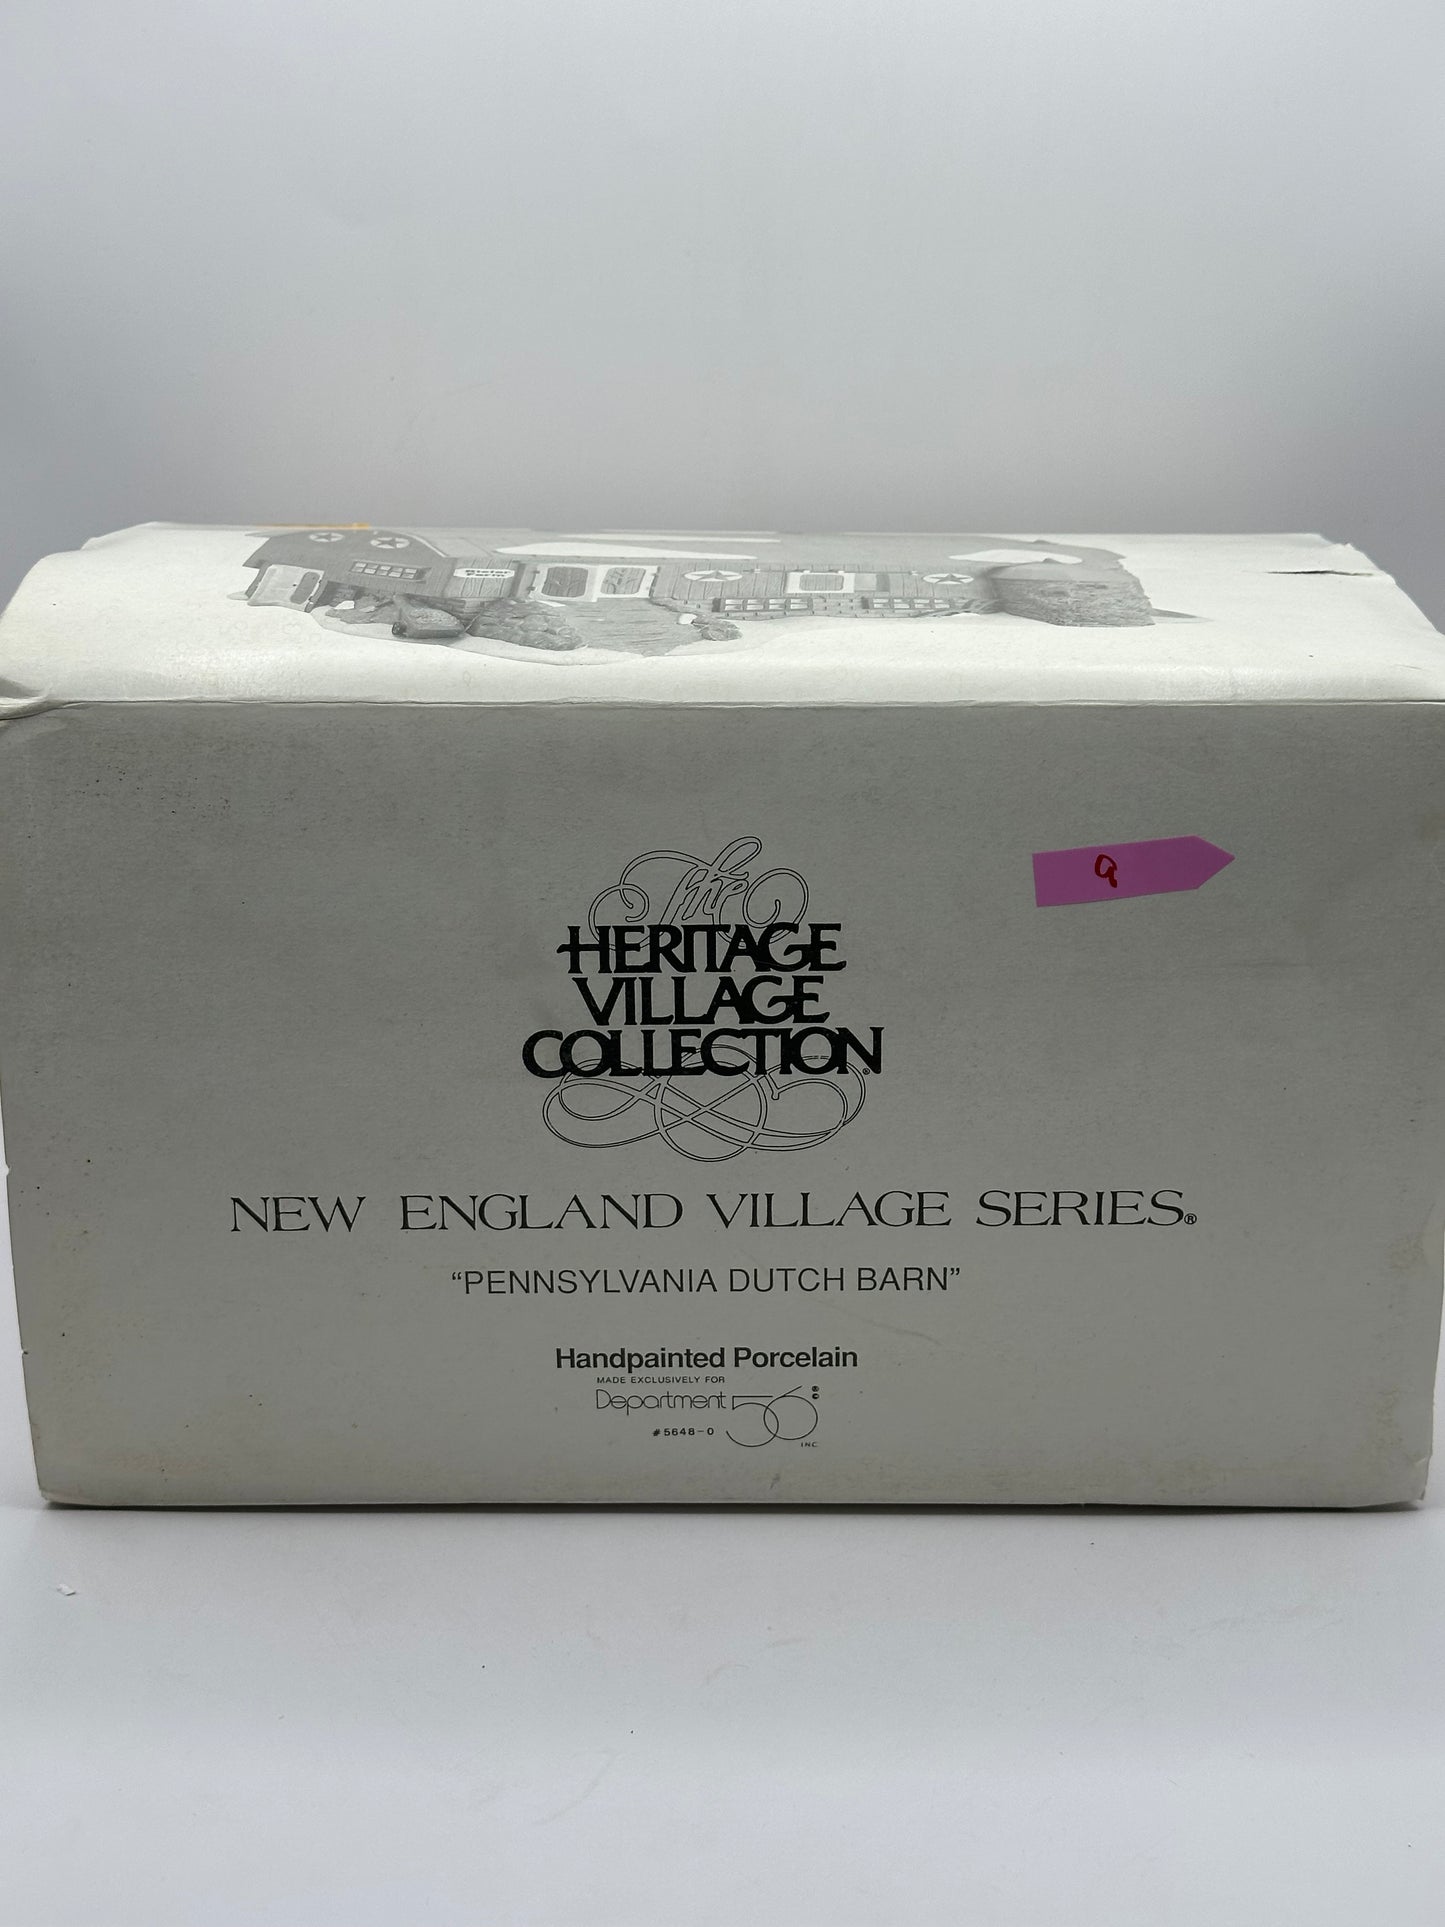 9
The
HERITAGE
VILLAGE
COLLECTION®
NEW ENGLAND VILLAGE SERIES®
“PENNSYLVANIA DUTCH BARN”
Handpainted Porcelain
MADE EXCLUSIVELY FOR
Department 56® ©
#5648-0
INC